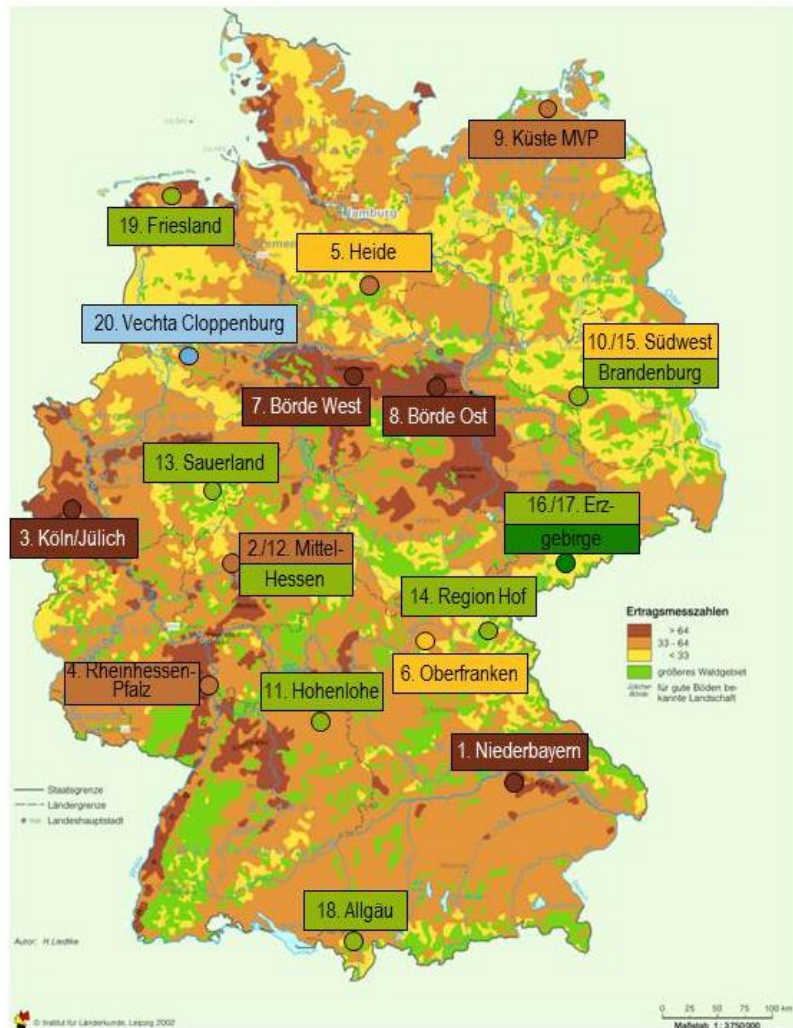 9. Küste MVP
19. Friesland
Hamburg
5. Heide
20. Vechta Cloppenburg
10./15. Südwest
Brandenburg
7. Börde West
8. Börde Ost
13. Sauerland
16./17. Erz-
gebirge
3. Köln/Jülich
2./12. Mittel-
Hessen
14. Region Hof
Ertragsmesszahlen
> 64
33 - 64
< 33
größeres Waldgebiet
für gute Böden be-
kannte Landschaft
6. Oberfranken
4. Rheinhessen-
Pfalz
11. Hohenlohe
1. Niederbayern
Staatsgrenze
Ländergrenze
Landeshauptstadt
18. Allgäu
Autor: H.Liedtke
© Institut für Länderkunde, Leipzig 2002
0 25 50 75 100 km
Maßstab 1: 3750000